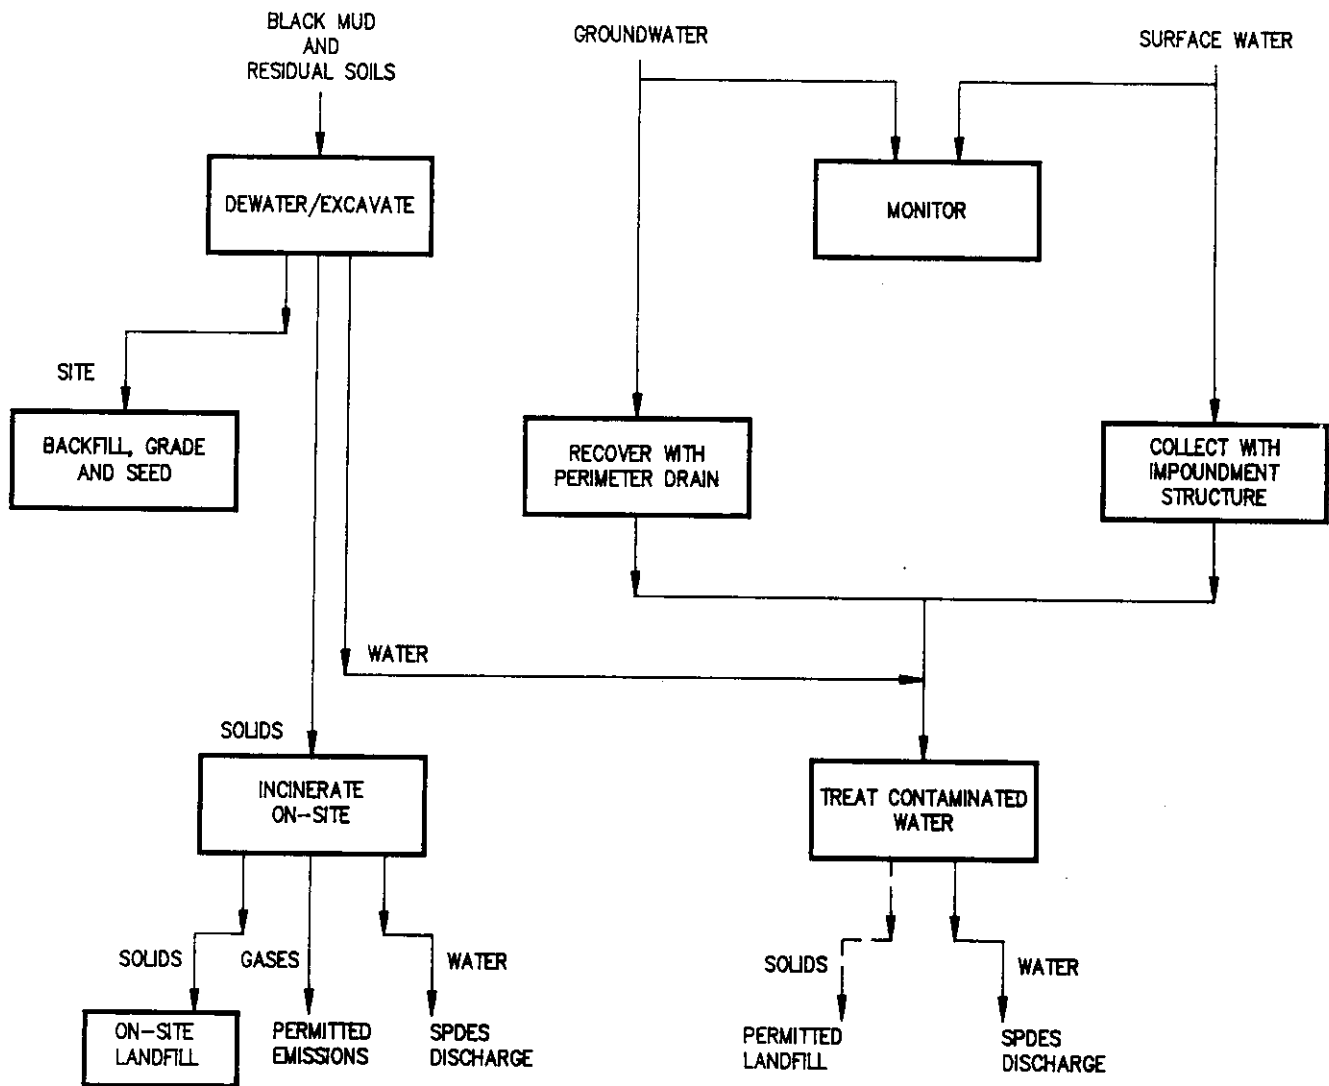 BLACK MUD
AND
RESIDUAL SOILS
GROUNDWATER
SURFACE WATER
DEWATER/EXCAVATE
MONITOR
SITE
BACKFILL, GRADE
AND SEED
RECOVER WITH
PERIMETER DRAIN
COLLECT WITH
IMPOUNDMENT
STRUCTURE
WATER
SOLIDS
INCINERATE
ON-SITE
TREAT CONTAMINATED
WATER
SOLIDS
GASES
WATER
SOLIDS
WATER
ON-SITE
LANDFILL
PERMITTED
EMISSIONS
SPDES
DISCHARGE
PERMITTED
LANDFILL
SPDES
DISCHARGE